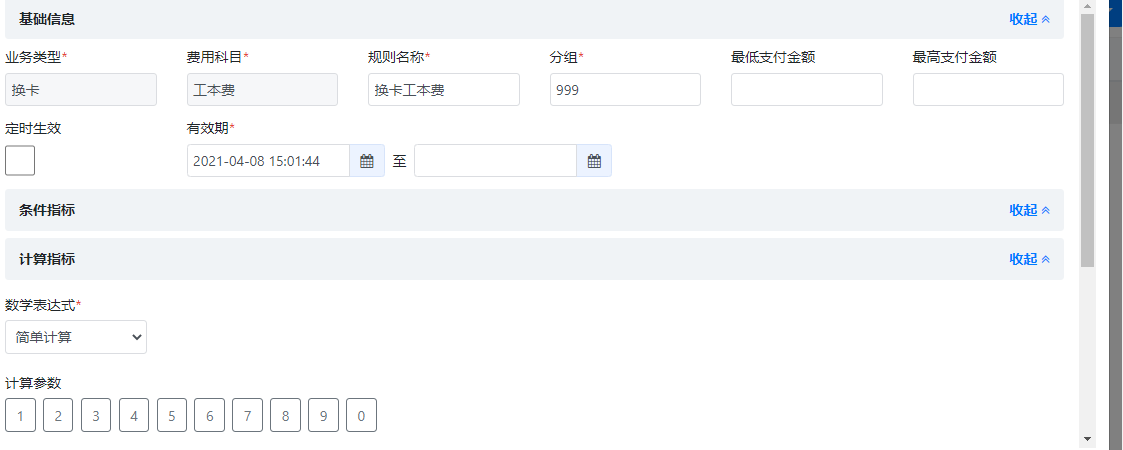 基础信息 收起
业务类型* 费用科目* 规则名称* 分组* 最低支付金额 最高支付金额
换卡 工本费 换卡工本费 999
定时生效 有效期*
2021-04-08 15:01:44 至
条件指标 收起
计算指标 收起
数学表达式*
简单计算
计算参数
1 2 3 4 5 6 7 8 9 0